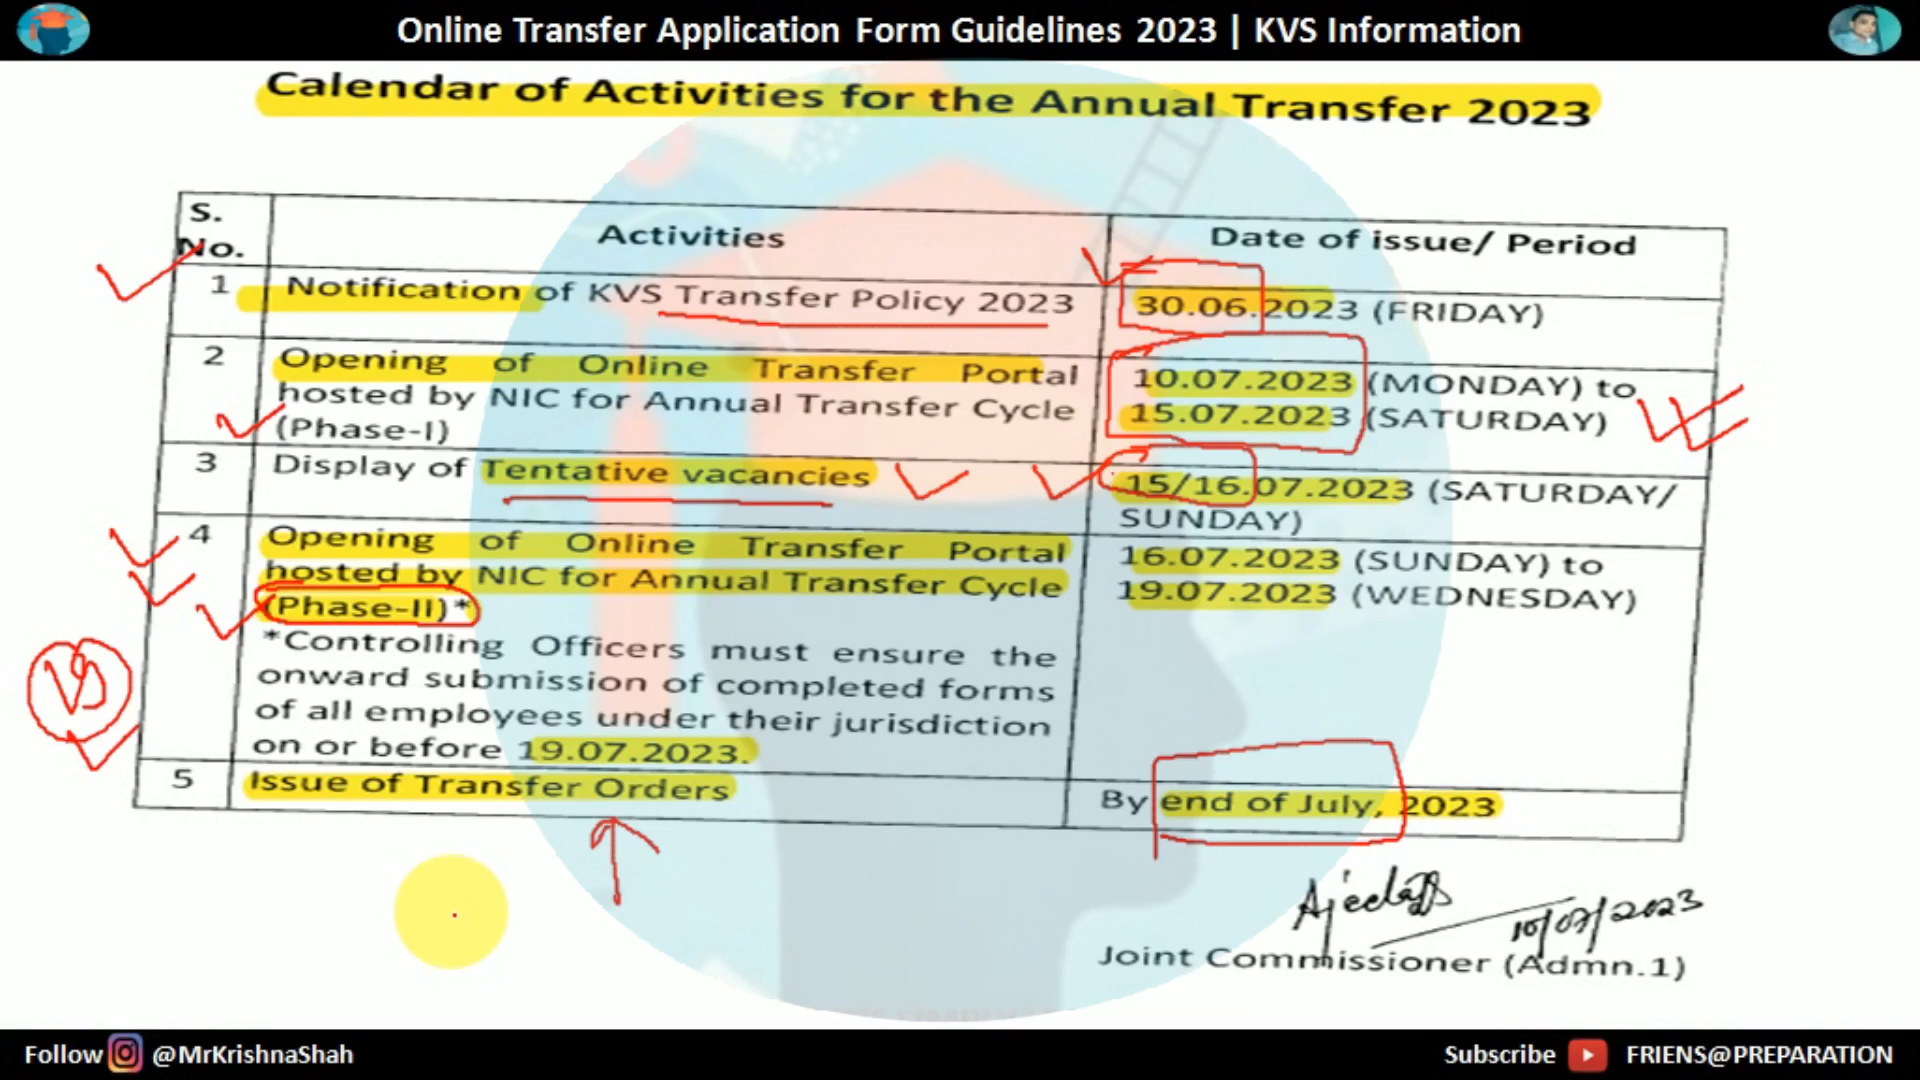 Online Transfer Application Form Guidelines 2023 | KVS Information
Calendar of Activities for the Annual Transfer 2023
S. No.
Activities
Date of issue/ Period
1
Notification of KVS Transfer Policy 2023
30.06.2023 (FRIDAY)
2
Opening of Online Transfer Portal
hosted by NIC for Annual Transfer Cycle
(Phase-I)
10.07.2023 (MONDAY) to
15.07.2023 (SATURDAY)
3
Display of Tentative vacancies
15/16.07.2023 (SATURDAY/
SUNDAY)
4
Opening of Online Transfer Portal
hosted by NIC for Annual Transfer Cycle
(Phase-II)*
*Controlling Officers must ensure the
onward submission of completed forms
of all employees under their jurisdiction
on or before 19.07.2023.
16.07.2023 (SUNDAY) to
19.07.2023 (WEDNESDAY)
5
Issue of Transfer Orders
By end of July, 2023
10/07/2023
Joint Commissioner (Admn.1)
Follow @MrKrishnaShah
Subscribe FRIENS@PREPARATION